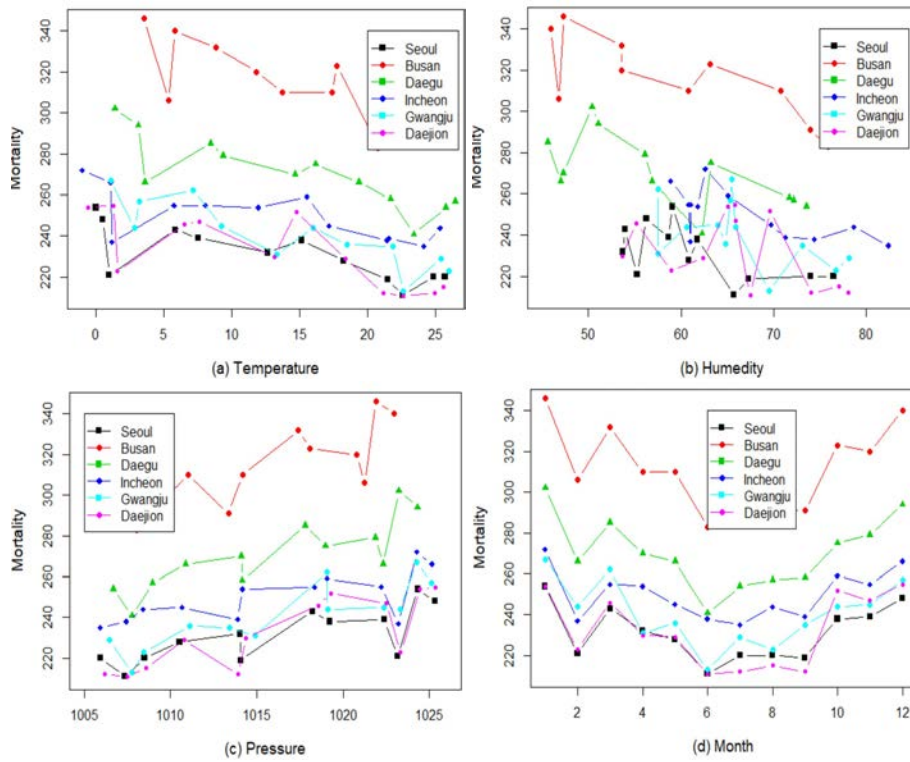 Mortality
340
320
300
280
260
240
220
Seoul
Busan
Daegu
Incheon
Gwangju
Daejion
0 5 10 15 20 25
(a) Temperature
Mortality
340
320
300
280
260
240
220
Seoul
Busan
Daegu
Incheon
Gwangju
Daejion
50 60 70 80
(b) Humedity
Mortality
340
320
300
280
260
240
220
Seoul
Busan
Daegu
Incheon
Gwangju
Daejion
1005 1010 1015 1020 1025
(c) Pressure
Mortality
340
320
300
280
260
240
220
Seoul
Busan
Daegu
Incheon
Gwangju
Daejion
2 4 6 8 10 12
(d) Month